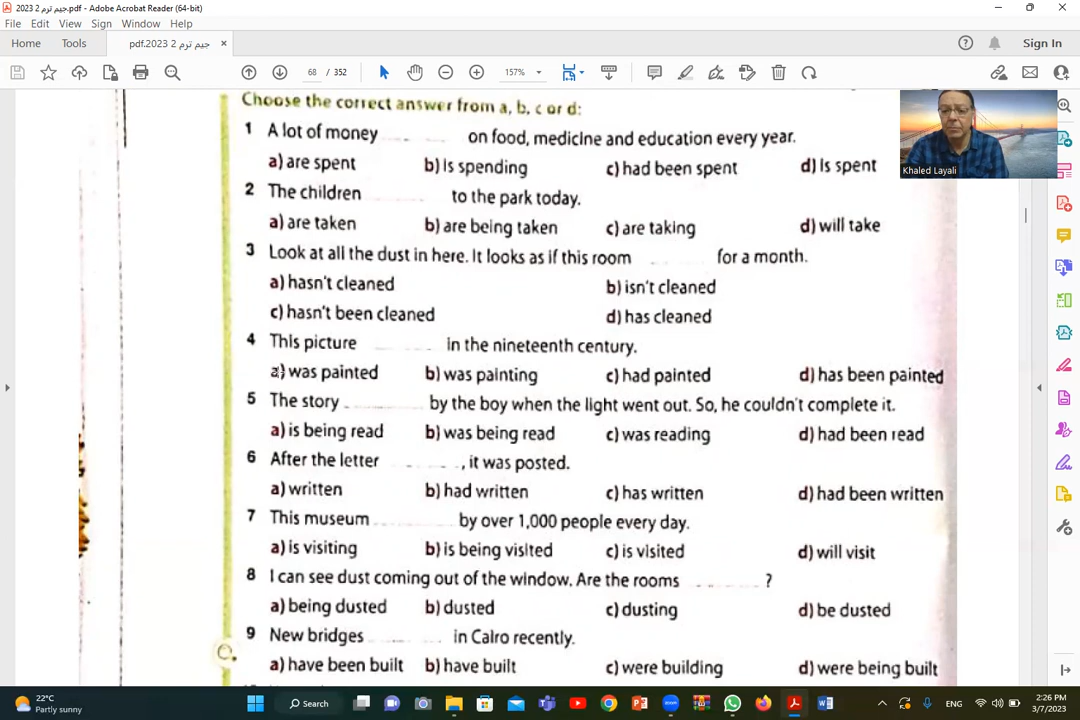 جيم ترم 2 2023.pdf - Adobe Acrobat Reader (64-bit)
File Edit View Sign Window Help
Home Tools جيم ترم 2 2023.pdf × Sign In
68 / 352 157%
Choose the correct answer from a, b, c or d:
1 A lot of money ........ on food, medicine and education every year.
a) are spent b) is spending c) had been spent d) is spent
2 The children ........ to the park today.
a) are taken b) are being taken c) are taking d) will take
3 Look at all the dust in here. It looks as if this room ........ for a month.
a) hasn't cleaned b) isn't cleaned
c) hasn't been cleaned d) has cleaned
4 This picture ........ in the nineteenth century.
a) was painted b) was painting c) had painted d) has been painted
5 The story ........ by the boy when the light went out. So, he couldn't complete it.
a) is being read b) was being read c) was reading d) had been read
6 After the letter ........, it was posted.
a) written b) had written c) has written d) had been written
7 This museum ........ by over 1,000 people every day.
a) is visiting b) is being visited c) is visited d) will visit
8 I can see dust coming out of the window. Are the rooms ........ ?
a) being dusted b) dusted c) dusting d) be dusted
9 New bridges ........ in Cairo recently.
a) have been built b) have built c) were building d) were being built
Khaled Layali
22°C
Partly sunny
Search
ENG
2:26 PM
3/7/2023